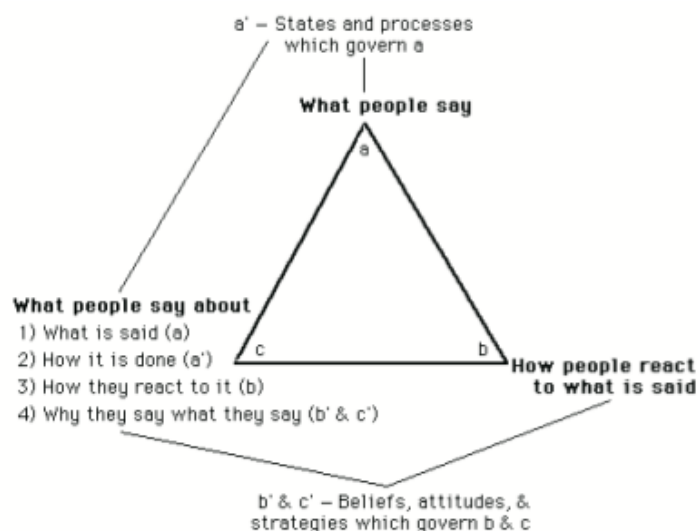 a' – States and processes
which govern a
What people say
a
What people say about
1) What is said (a)
2) How it is done (a')
3) How they react to it (b)
4) Why they say what they say (b' & c')
c
b
How people react
to what is said
b' & c' – Beliefs, attitudes, &
strategies which govern b & c